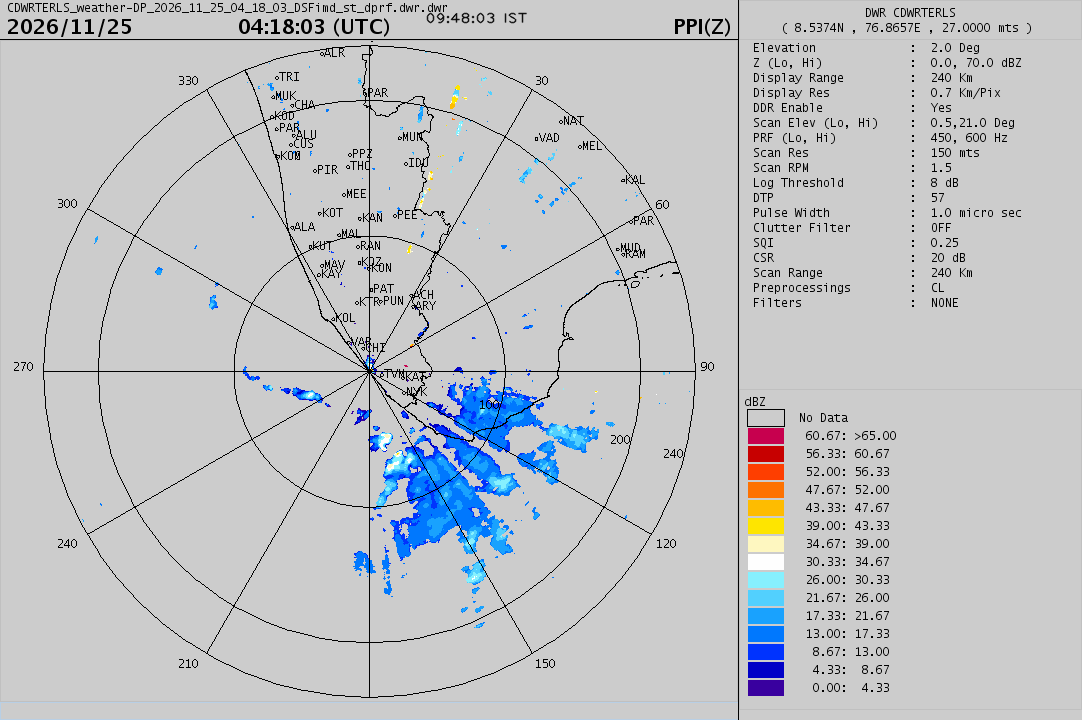 CDWRTERLS_weather-DP_2026_11_25_04_18_03_DSFimd_st_dprf.dwr.dwr
2026/11/25 04:18:03 (UTC) 09:48:03 IST PPI(Z)
DWR CDWRTERLS
( 8.5374N , 76.8657E , 27.0000 mts )
Elevation : 2.0 Deg
Z (Lo, Hi) : 0.0, 70.0 dBZ
Display Range : 240 Km
Display Res : 0.7 Km/Pix
DDR Enable : Yes
Scan Elev (Lo, Hi) : 0.5,21.0 Deg
PRF (Lo, Hi) : 450, 600 Hz
Scan Res : 150 mts
Scan RPM : 1.5
Log Threshold : 8 dB
DTP : 57
Pulse Width : 1.0 micro sec
Clutter Filter : OFF
SQI : 0.25
CSR : 20 dB
Scan Range : 240 Km
Preprocessings : CL
Filters : NONE
dBZ
No Data
60.67: >65.00
56.33: 60.67
52.00: 56.33
47.67: 52.00
43.33: 47.67
39.00: 43.33
34.67: 39.00
30.33: 34.67
26.00: 30.33
21.67: 26.00
17.33: 21.67
13.00: 17.33
8.67: 13.00
4.33: 8.67
0.00: 4.33
ALR
330 TRI 30
MUK PAR
CHA
KOD NAT
PAR
ALU MUN VAD
CUS MEL
KOM PPZ
THO IDU
PIR KAL
MEE
300 KOT KAN PEE 60
ALA MAL PAR
KUT RAN MUD
RAM
MAV KOZ
KAY KON
PAT ACH
KTR PUN ARY
KOL
VAR
CHI
270 TVM KAT 90
NYK
100
200
240
240 120
210 150